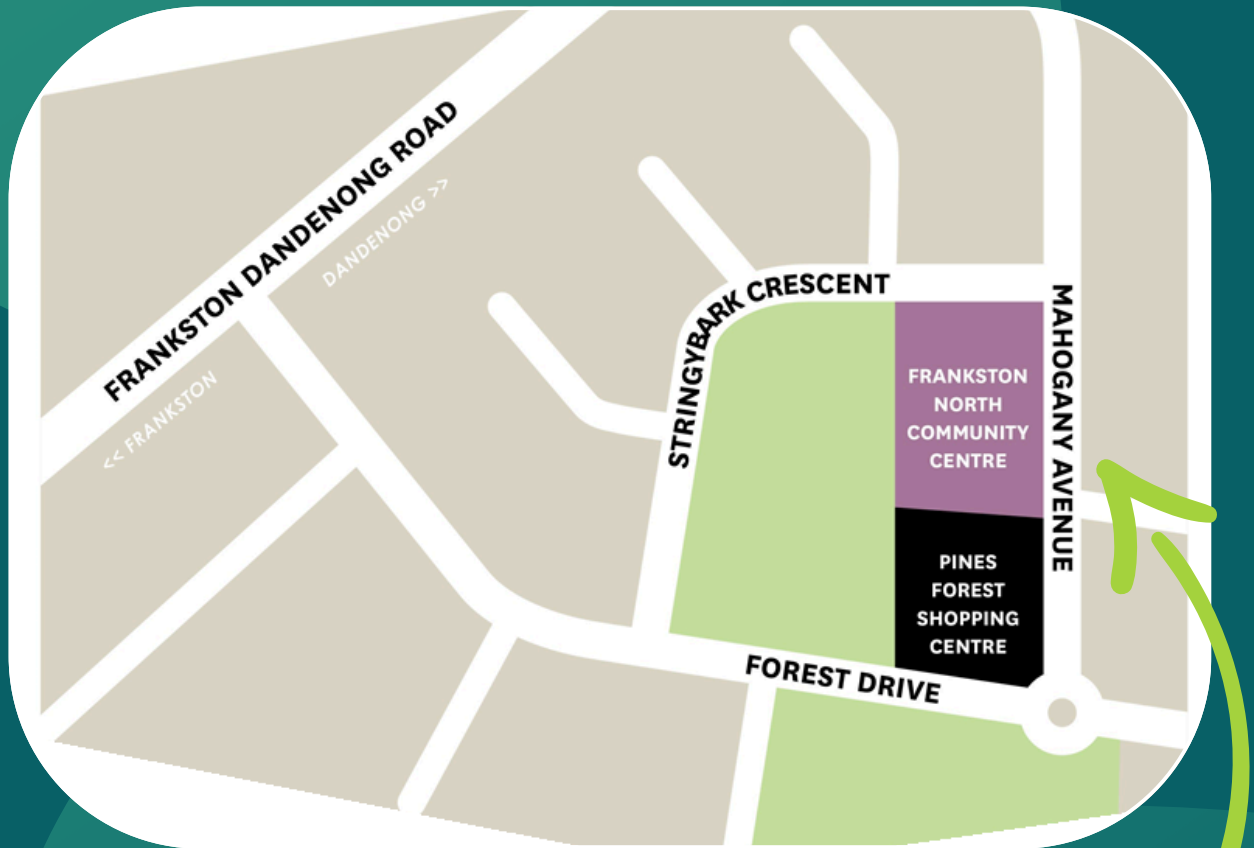 FRANKSTON DANDENONG ROAD
DANDENONG >>
<< FRANKSTON
STRINGYBARK CRESCENT
MAHOGANY AVENUE
FRANKSTON
NORTH
COMMUNITY
CENTRE
PINES
FOREST
SHOPPING
CENTRE
FOREST DRIVE